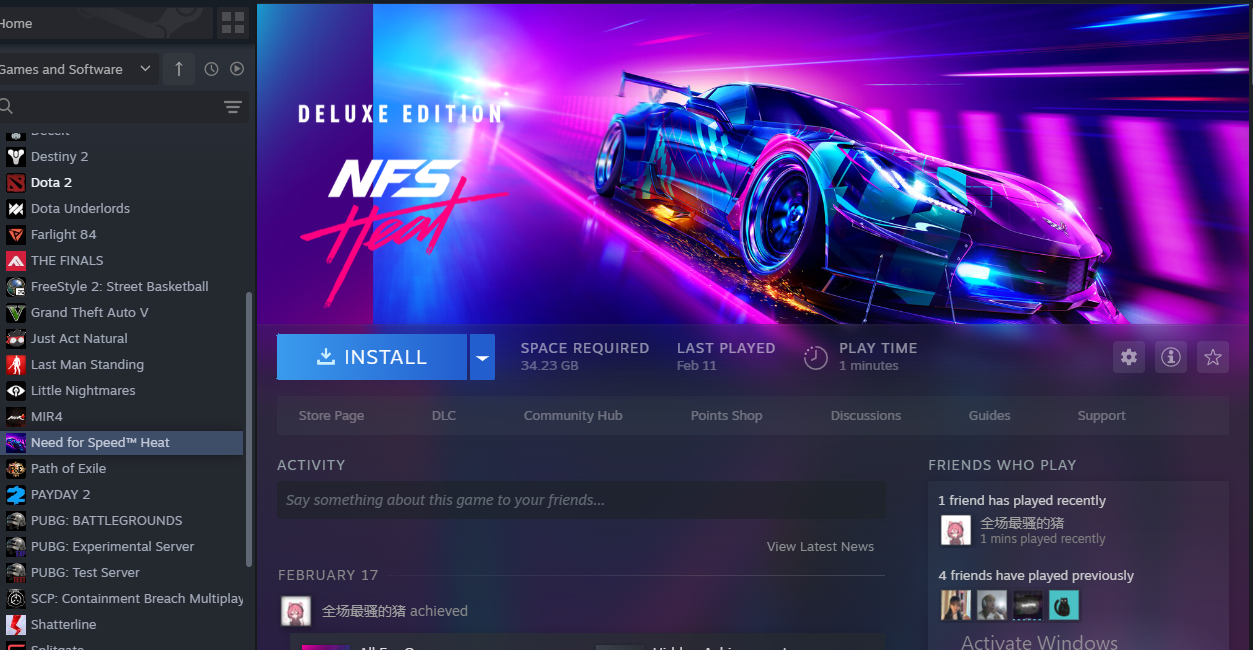 Home
Games and Software
Deceit
Destiny 2
Dota 2
Dota Underlords
Farlight 84
THE FINALS
FreeStyle 2: Street Basketball
Grand Theft Auto V
Just Act Natural
Last Man Standing
Little Nightmares
MIR4
Need for Speed™ Heat
Path of Exile
PAYDAY 2
PUBG: BATTLEGROUNDS
PUBG: Experimental Server
PUBG: Test Server
SCP: Containment Breach Multiplay
Shatterline
Splitgate
DELUXE EDITION
NFS
Heat
INSTALL
SPACE REQUIRED
34.23 GB
LAST PLAYED
Feb 11
PLAY TIME
1 minutes
Store Page
DLC
Community Hub
Points Shop
Discussions
Guides
Support
ACTIVITY
Say something about this game to your friends...
View Latest News
FEBRUARY 17
全场最骚的猪 achieved
FRIENDS WHO PLAY
1 friend has played recently
全场最骚的猪
1 mins played recently
4 friends have played previously
Activate Windows